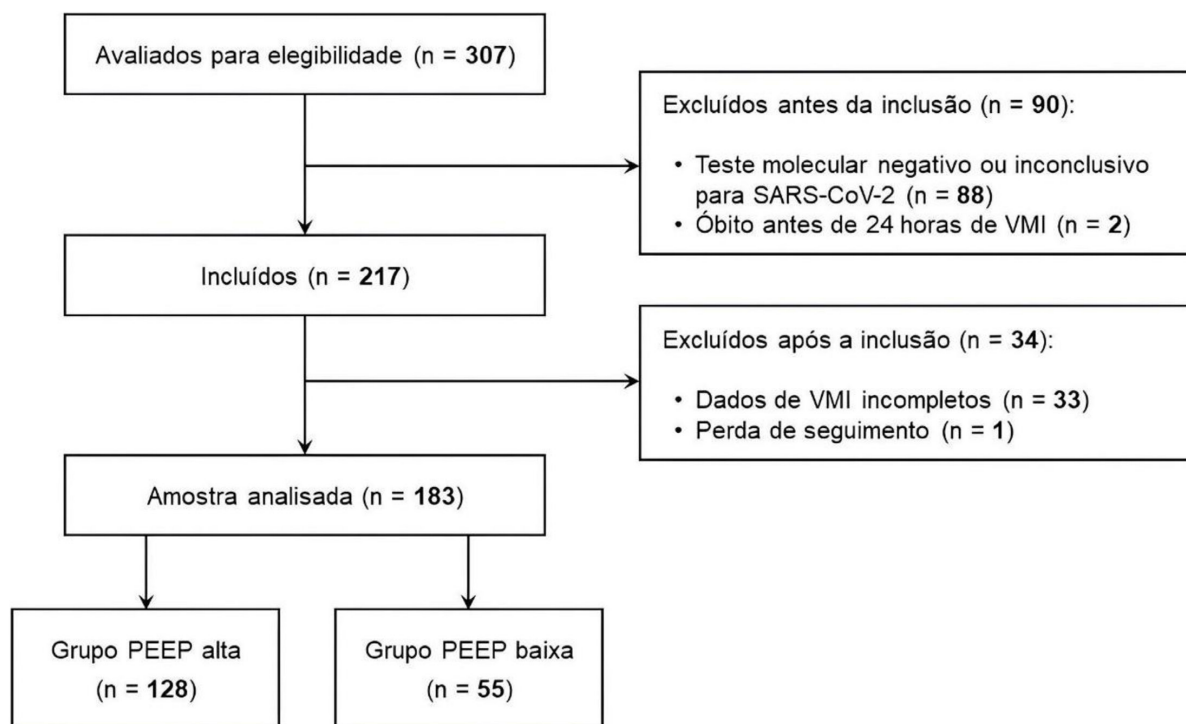 Avaliados para elegibilidade (n = 307)
Excluídos antes da inclusão (n = 90):
• Teste molecular negativo ou inconclusivo
para SARS-CoV-2 (n = 88)
• Óbito antes de 24 horas de VMI (n = 2)
Incluídos (n = 217)
Excluídos após a inclusão (n = 34):
• Dados de VMI incompletos (n = 33)
• Perda de seguimento (n = 1)
Amostra analisada (n = 183)
Grupo PEEP alta
(n = 128)
Grupo PEEP baixa
(n = 55)